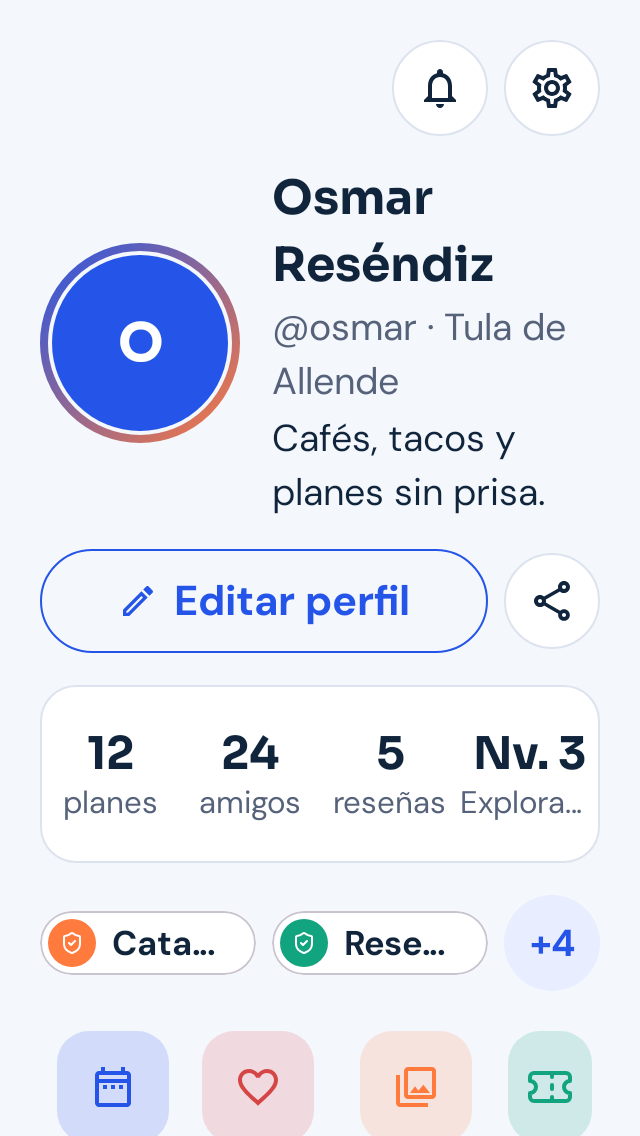 Osmar
Reséndiz
@osmar · Tula de
Allende
O
Cafés, tacos y
planes sin prisa.
Editar perfil
12
24
5
Nv. 3
planes
amigos
reseñas
Explora...
Cata...
Rese...
+4